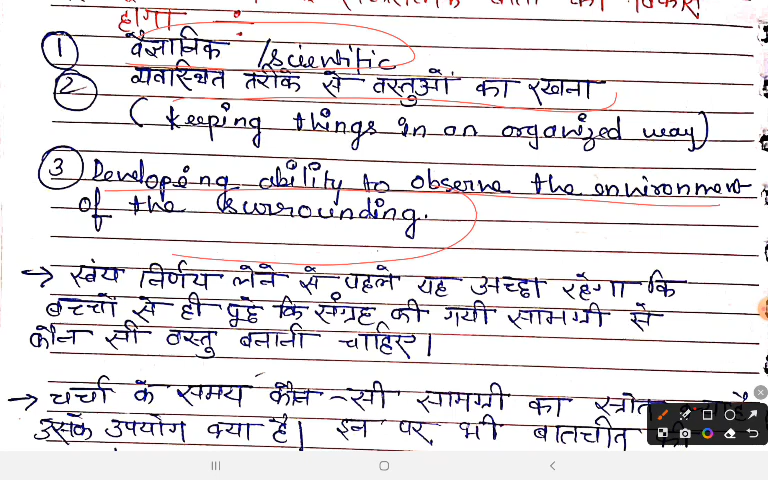 होगा :
① वैज्ञानिक / scientific
② व्यवस्थित तरीके से वस्तुओं का रखना
( Keeping things in an organized way)
③ Developing ability to observe the environment
of the surrounding.
→ स्वंय निर्णय लेने से पहले यह अच्छा रहेगा कि
बच्चों से ही पूछे कि संग्रह की गयी सामग्री से
कौन सी वस्तु बनानी चाहिए।
→ चर्चा के समय कौन-सी सामग्री का स्त्रोत
उसके उपयोग क्या है। इन पर भी बातचीत